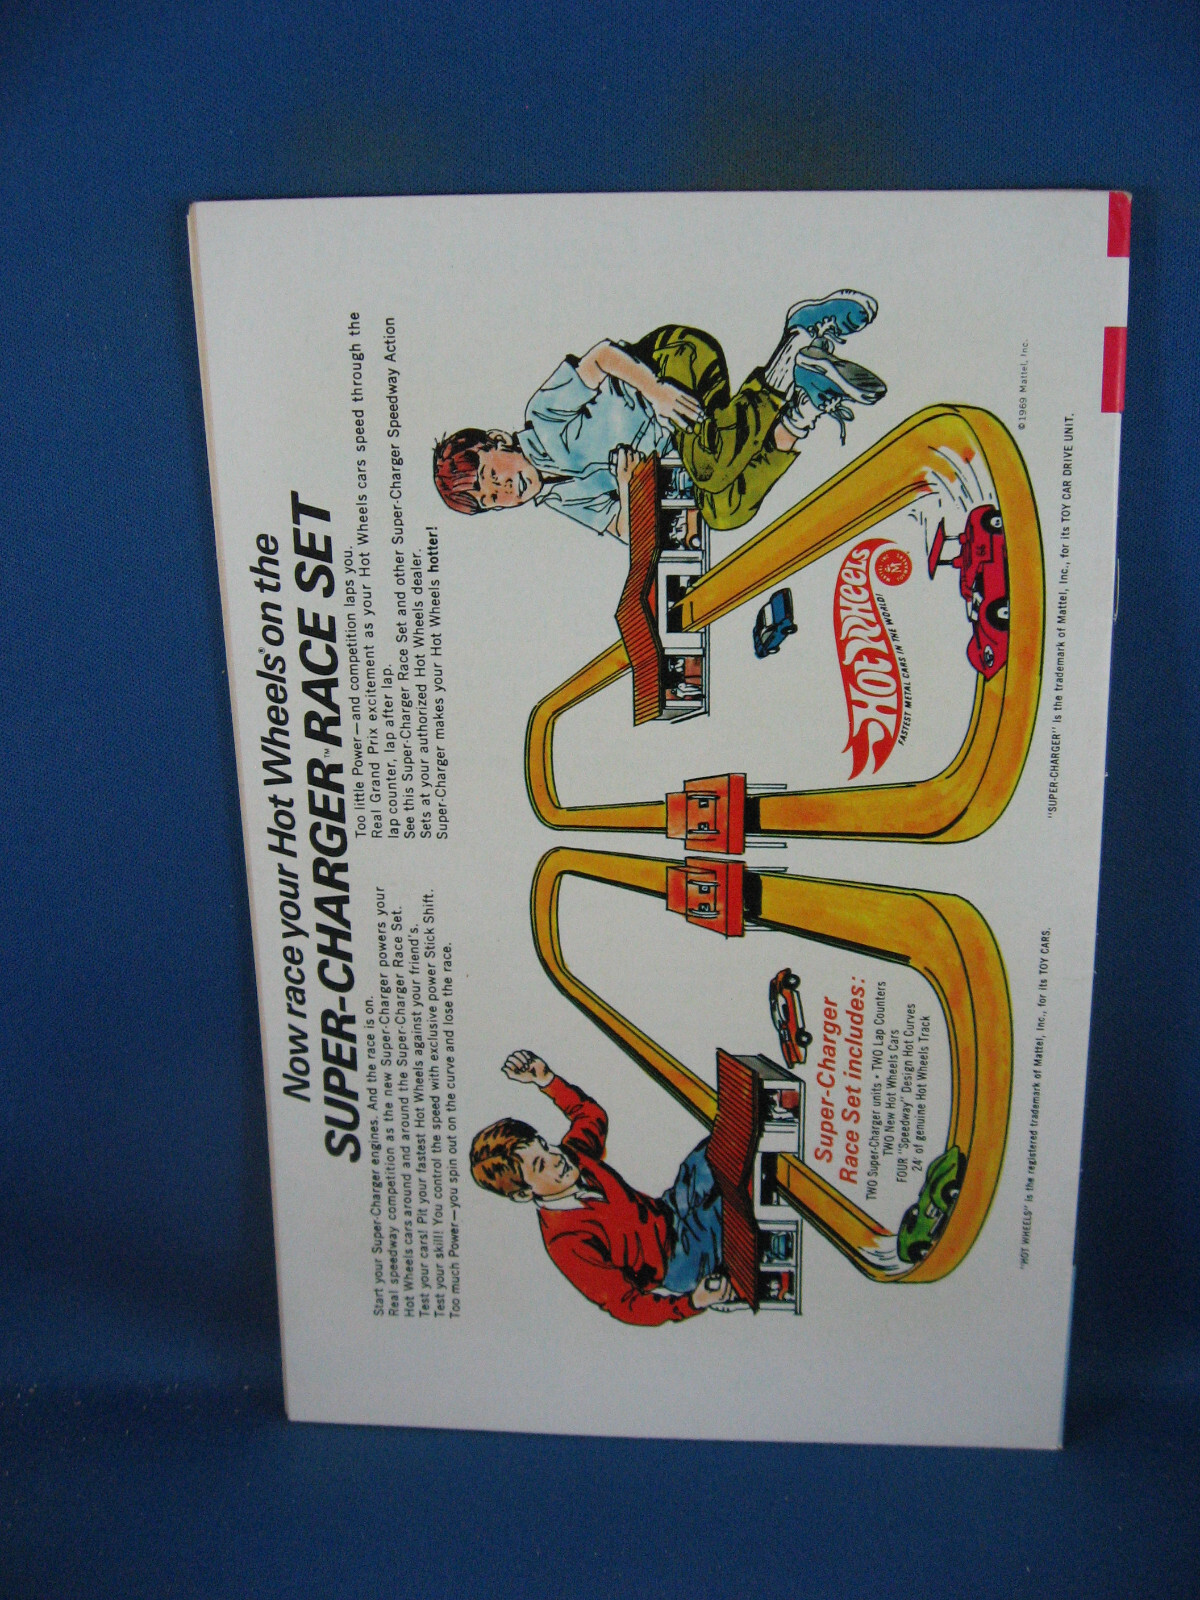 Now race your Hot Wheels® on the
SUPER-CHARGER™ RACE SET
Start your Super-Charger engines. And the race is on.
Real speedway competition as the new Super-Charger powers your
Hot Wheels cars around and around the Super-Charger Race Set.
Test your cars! Pit your fastest Hot Wheels against your friend's.
Test your skill! You control the speed with exclusive power Stick Shift.
Too much Power—you spin out on the curve and lose the race.
Too little Power—and competition laps you.
Real Grand Prix excitement as your Hot Wheels cars speed through the
lap counter, lap after lap.
See this Super-Charger Race Set and other Super-Charger Speedway Action
Sets at your authorized Hot Wheels dealer.
Super-Charger makes your Hot Wheels hotter!
Super-Charger
Race Set includes:
TWO Super-Charger units • TWO Lap Counters
TWO New Hot Wheels Cars
FOUR "Speedway" Design Hot Curves
24' of genuine Hot Wheels Track
HOT WHEELS
FASTEST METAL CARS IN THE WORLD!
M
66
©1969 Mattel, Inc.
"HOT WHEELS" is the registered trademark of Mattel, Inc., for its TOY CARS.
"SUPER-CHARGER" is the trademark of Mattel, Inc., for its TOY CAR DRIVE UNIT.